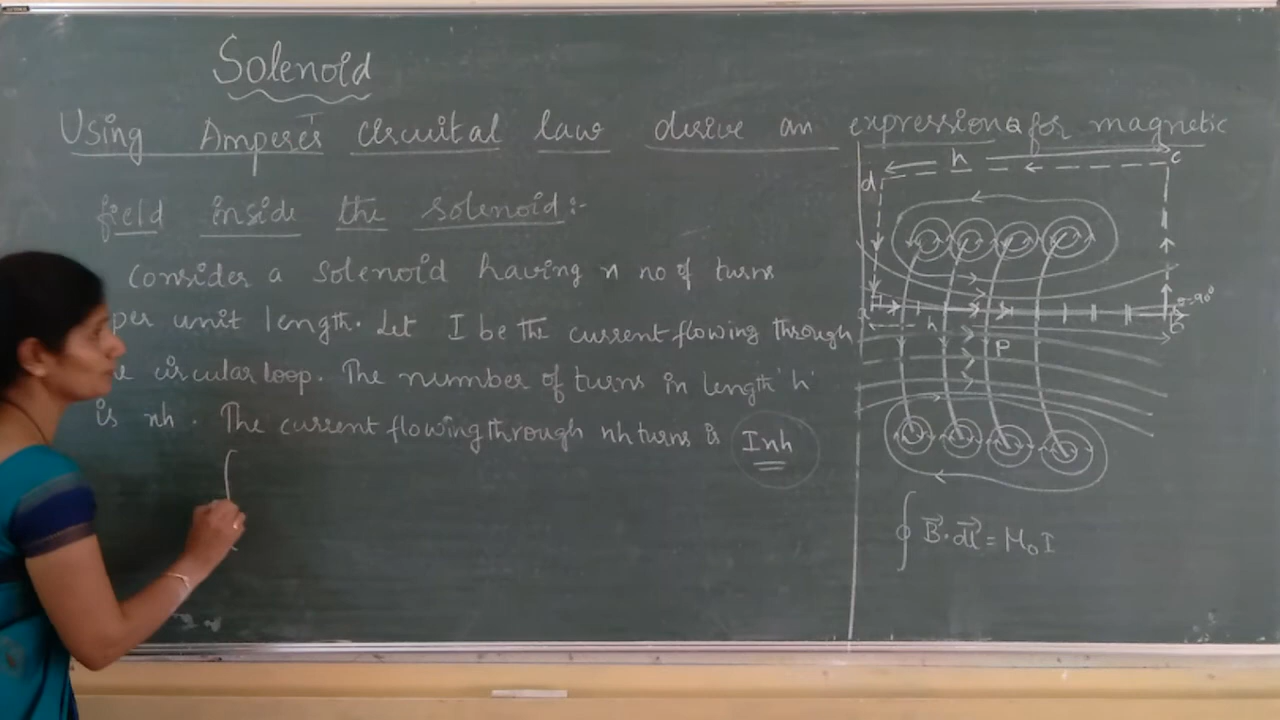 Solenoid
Using Ampere's circuital law derive an expression for magnetic
field inside the solenoid:-
Consider a solenoid having n no of turns
per unit length. Let I be the current flowing through
circular loop. The number of turns in length 'h'
is nh. The current flowing through nh turns is Inh
h
c
d
θ=90°
a
b
h
P
∮ B⃗·dl⃗ = μ₀I